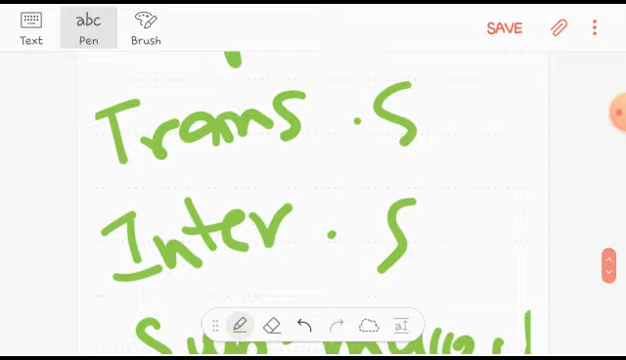 Text
abc
Pen
Brush
SAVE
Trans . S
Inter . S